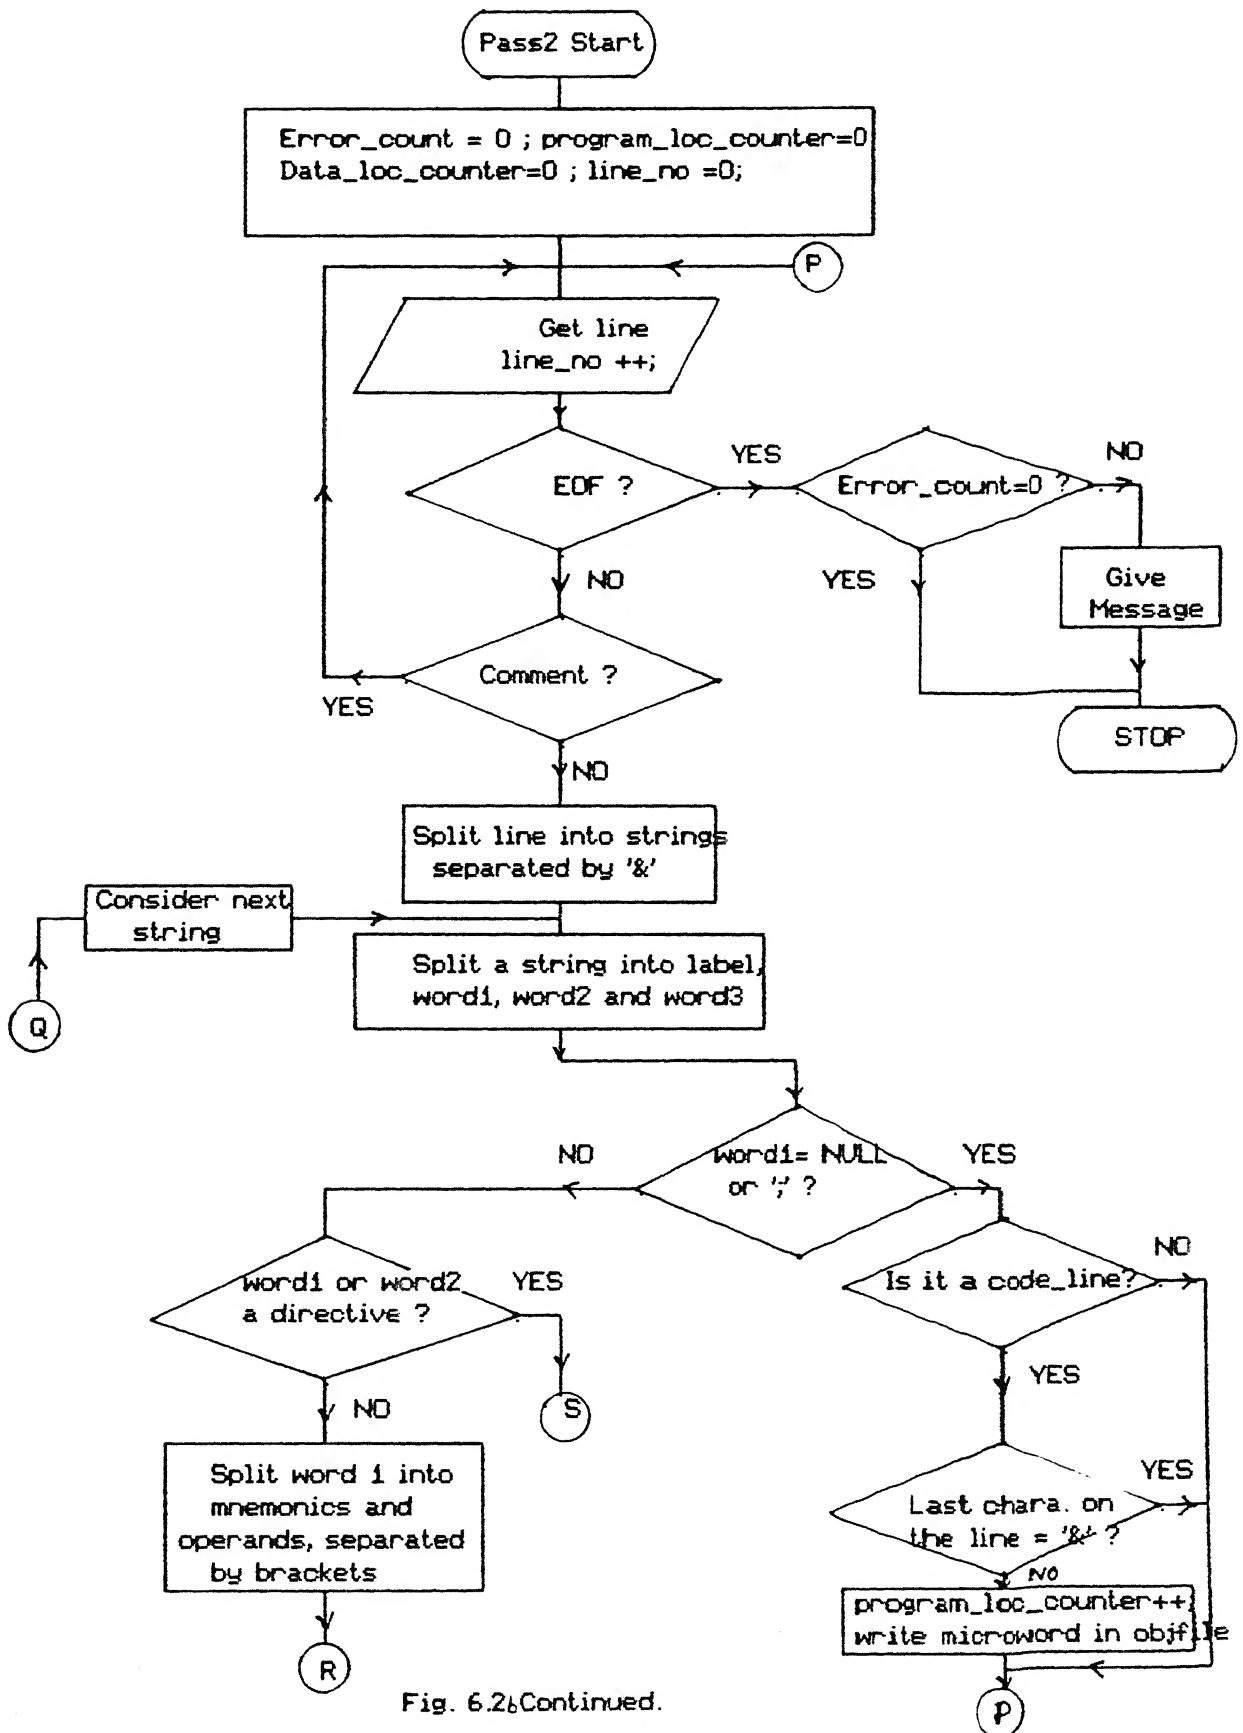 Pass2 Start
Error_count = 0 ; program_loc_counter=0
Data_loc_counter=0 ; line_no =0;
P
Get line
line_no ++;
EOF ?
YES
Error_count=0 ?
NO
NO
YES
Give
Message
Comment ?
YES
STOP
NO
Split line into strings
separated by '&'
Consider next
string
Split a string into label,
word1, word2 and word3
Q
NO
word1= NULL
or ';' ?
YES
word1 or word2
a directive ?
YES
Is it a code_line?
NO
YES
S
NO
Split word 1 into
mnemonics and
operands, separated
by brackets
YES
Last chara. on
the line = '&' ?
NO
program_loc_counter++,
write microword in objfile
R
P
Fig. 6.2b Continued.